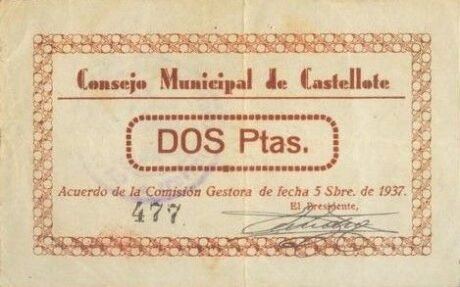 Consejo Municipal de Castellote
DOS Ptas.
Acuerdo de la Comisión Gestora de fecha 5 Sbre. de 1937.
477
El Presidente,